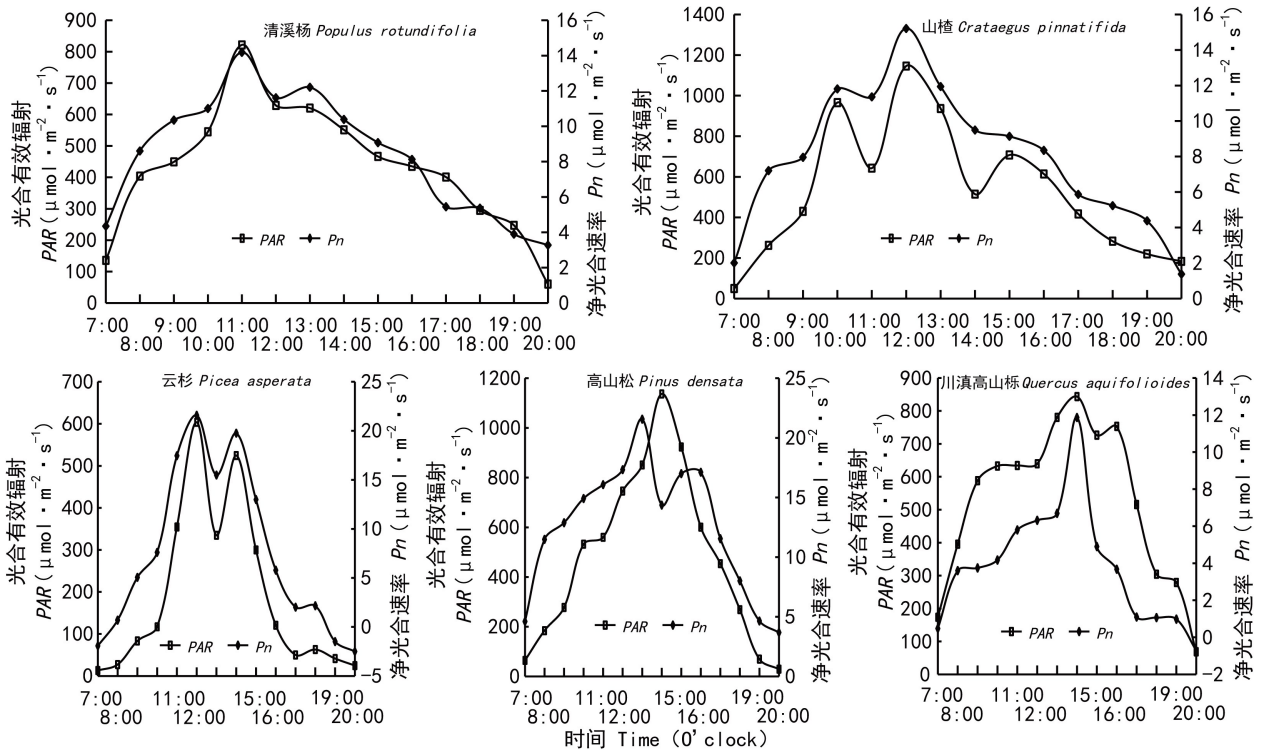 清溪杨 Populus rotundifolia
光合有效辐射
PAR(μmol·m⁻²·s⁻¹)
900
800
700
600
500
400
300
200
100
0
16
14
12
10
8
6
4
2
0
净光合速率 Pn(μmol·m⁻²·s⁻¹)
PAR Pn
7:00 9:00 11:00 13:00 15:00 17:00 19:00
8:00 10:00 12:00 14:00 16:00 18:00 20:00
山楂 Crataegus pinnatifida
光合有效辐射
PAR(μmol·m⁻²·s⁻¹)
1400
1200
1000
800
600
400
200
0
16
14
12
10
8
6
4
2
0
净光合速率 Pn(μmol·m⁻²·s⁻¹)
PAR Pn
7:00 9:00 11:00 13:00 15:00 17:00 19:00
8:00 10:00 12:00 14:00 16:00 18:00 20:00
云杉 Picea asperata
光合有效辐射
PAR(μmol·m⁻²·s⁻¹)
700
600
500
400
300
200
100
0
25
20
15
10
5
0
−5
净光合速率 Pn(μmol·m⁻²·s⁻¹)
PAR Pn
7:00 11:00 15:00 19:00
8:00 12:00 16:00 20:00
高山松 Pinus densata
光合有效辐射
PAR(μmol·m⁻²·s⁻¹)
1200
1000
800
600
400
200
0
25
20
15
10
5
0
净光合速率 Pn(μmol·m⁻²·s⁻¹)
PAR Pn
7:00 11:00 15:00 19:00
8:00 12:00 16:00 20:00
川滇高山栎 Quercus aquifolioides
光合有效辐射
PAR(μmol·m⁻²·s⁻¹)
900
800
700
600
500
400
300
200
100
0
14
12
10
8
6
4
2
0
−2
净光合速率 Pn(μmol·m⁻²·s⁻¹)
PAR Pn
7:00 11:00 15:00 19:00
8:00 12:00 16:00 20:00
时间 Time (O'clock)